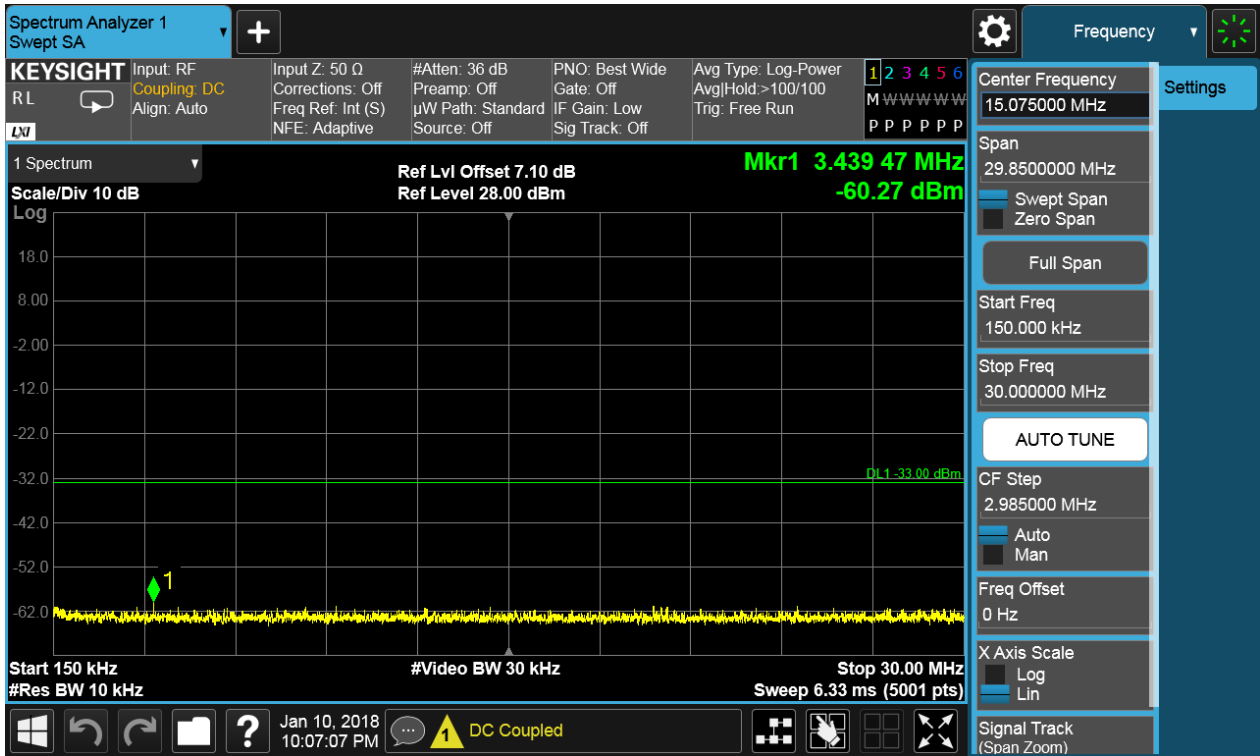 Spectrum Analyzer 1
Swept SA
+
Frequency
KEYSIGHT
RL
LXI
Input: RF
Coupling: DC
Align: Auto
Input Z: 50 Ω
Corrections: Off
Freq Ref: Int (S)
NFE: Adaptive
#Atten: 36 dB
Preamp: Off
µW Path: Standard
Source: Off
PNO: Best Wide
Gate: Off
IF Gain: Low
Sig Track: Off
Avg Type: Log-Power
Avg|Hold:>100/100
Trig: Free Run
1 2 3 4 5 6
M W W W W W
P P P P P P
1 Spectrum
Scale/Div 10 dB
Log
Ref Lvl Offset 7.10 dB
Ref Level 28.00 dBm
Mkr1 3.439 47 MHz
-60.27 dBm
18.0
8.00
-2.00
-12.0
-22.0
-32.0
DL1 -33.00 dBm
-42.0
-52.0
1
-62.0
Start 150 kHz
#Video BW 30 kHz
Stop 30.00 MHz
#Res BW 10 kHz
Sweep 6.33 ms (5001 pts)
?
Jan 10, 2018
10:07:07 PM
1
DC Coupled
Center Frequency
15.075000 MHz
Span
29.8500000 MHz
Swept Span
Zero Span
Full Span
Start Freq
150.000 kHz
Stop Freq
30.000000 MHz
AUTO TUNE
CF Step
2.985000 MHz
Auto
Man
Freq Offset
0 Hz
X Axis Scale
Log
Lin
Signal Track
(Span Zoom)
Settings